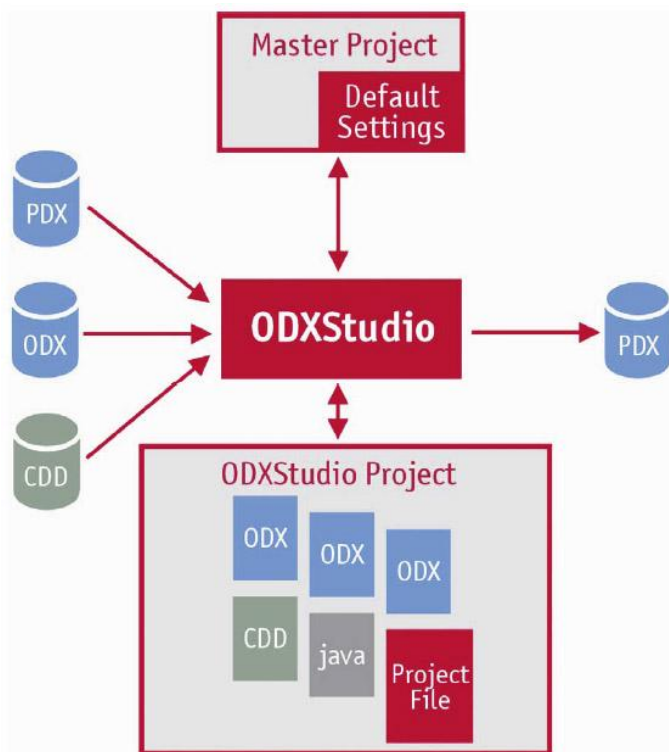 Master Project
Default
Settings
PDX
ODX
CDD
ODXStudio
PDX
ODXStudio Project
ODX
ODX
ODX
CDD
java
Project
File